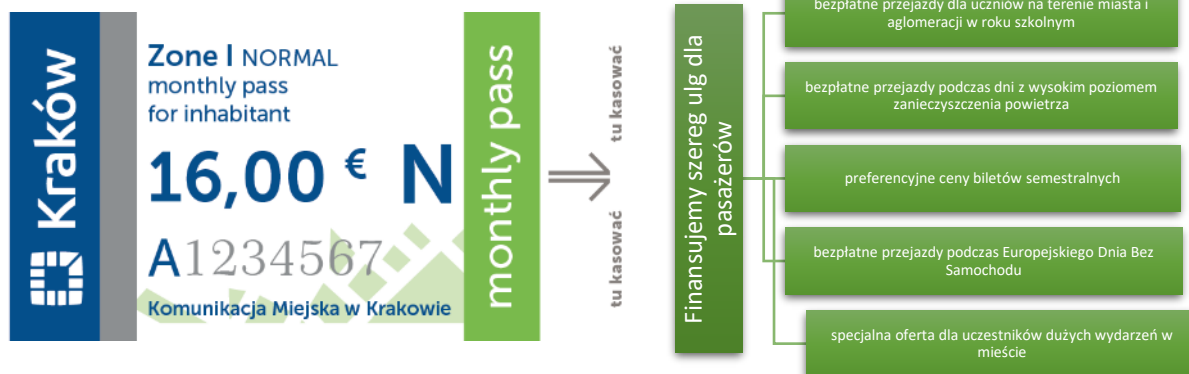 Kraków
Zone I NORMAL
monthly pass
for inhabitant
16,00 € N
A1234567
Komunikacja Miejska w Krakowie
monthly pass
tu kasować
tu kasować
Finansujemy szereg ulg dla
pasażerów
bezpłatne przejazdy dla uczniów na terenie miasta i
aglomeracji w roku szkolnym
bezpłatne przejazdy podczas dni z wysokim poziomem
zanieczyszczenia powietrza
preferencyjne ceny biletów semestralnych
bezpłatne przejazdy podczas Europejskiego Dnia Bez
Samochodu
specjalna oferta dla uczestników dużych wydarzeń w
mieście